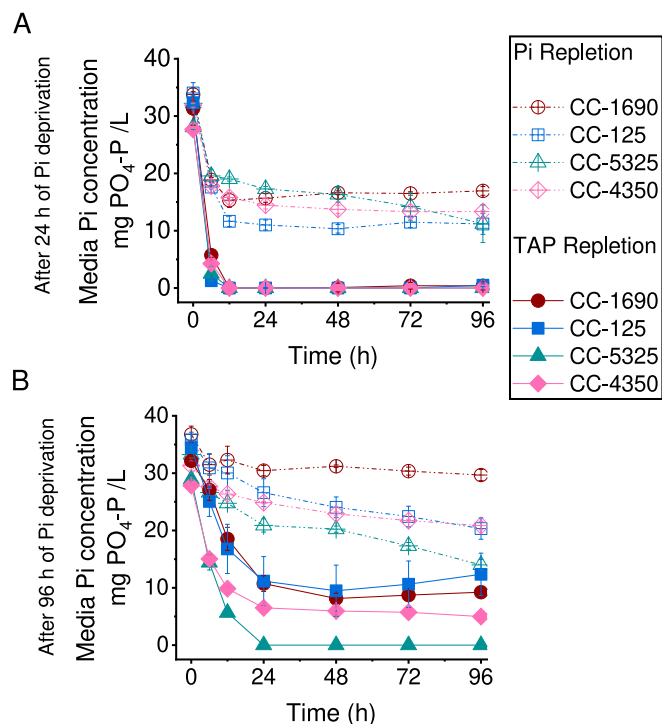 A
After 24 h of Pi deprivation
Media Pi concentration
mg PO₄-P /L
40
30
20
10
0
0 24 48 72 96
Time (h)
Pi Repletion
CC-1690
CC-125
CC-5325
CC-4350
TAP Repletion
CC-1690
CC-125
CC-5325
CC-4350
B
After 96 h of Pi deprivation
Media Pi concentration
mg PO₄-P /L
40
30
20
10
0
0 24 48 72 96
Time (h)